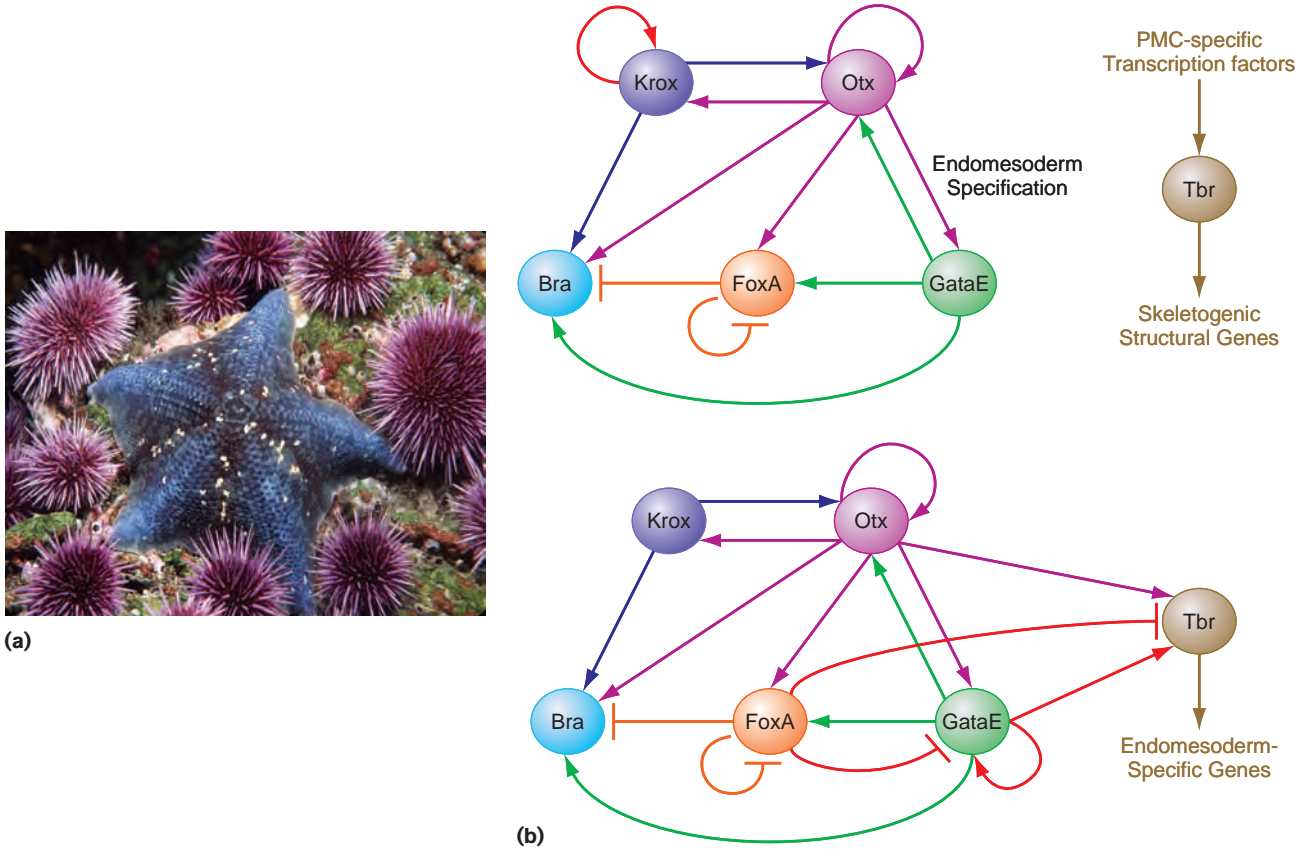 Krox
Otx
PMC-specific
Transcription factors
Endomesoderm
Specification
Tbr
Bra
FoxA
GataE
Skeletogenic
Structural Genes
Krox
Otx
Tbr
Bra
FoxA
GataE
Endomesoderm-
Specific Genes
(a)
(b)